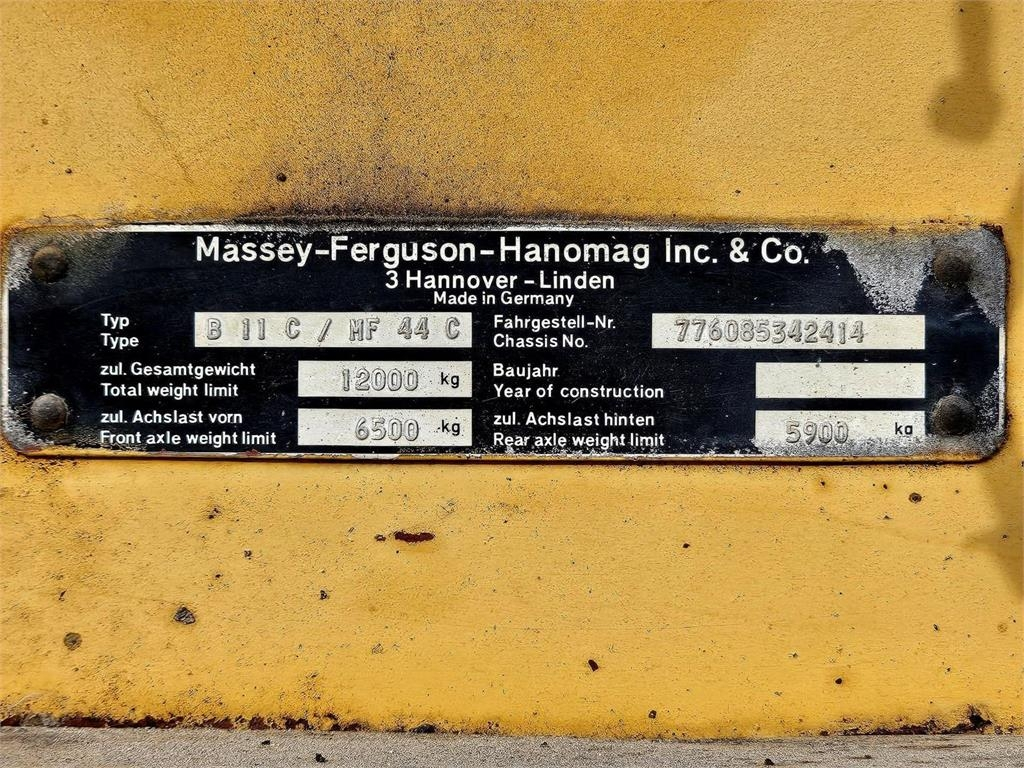 Massey-Ferguson-Hanomag Inc. & Co.
3 Hannover-Linden
Made in Germany
Typ
Type
B 11 C / MF 44 C
Fahrgestell-Nr.
Chassis No.
776085342414
zul. Gesamtgewicht
Total weight limit
12000 kg
Baujahr
Year of construction
zul. Achslast vorn
Front axle weight limit
6500 kg
zul. Achslast hinten
Rear axle weight limit
5900 kg